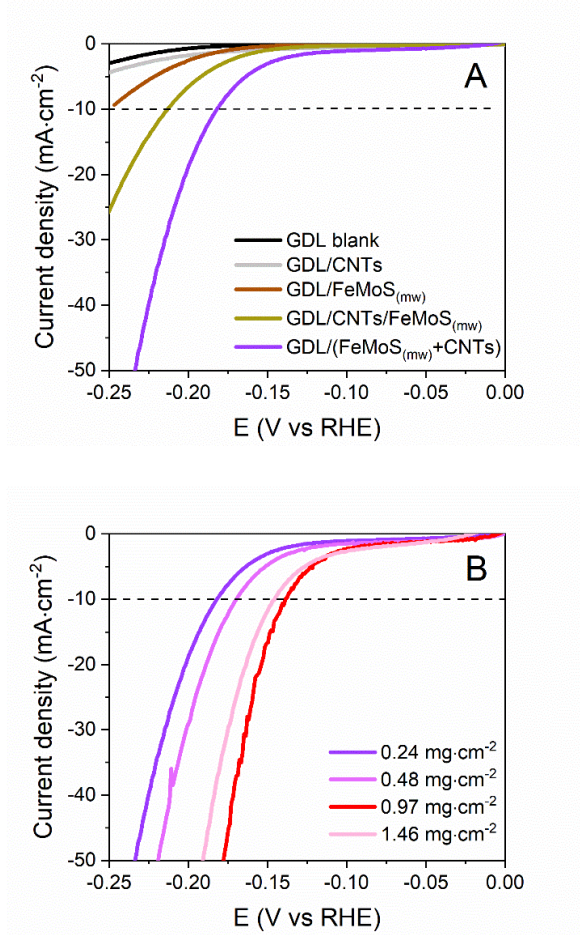 0
-10
-20
-30
-40
-50
Current density (mA·cm⁻²)
A
GDL blank
GDL/CNTs
GDL/FeMoS(mw)
GDL/CNTs/FeMoS(mw)
GDL/(FeMoS(mw)+CNTs)
-0.25 -0.20 -0.15 -0.10 -0.05 0.00
E (V vs RHE)
0
-10
-20
-30
-40
-50
Current density (mA·cm⁻²)
B
0.24 mg·cm⁻²
0.48 mg·cm⁻²
0.97 mg·cm⁻²
1.46 mg·cm⁻²
-0.25 -0.20 -0.15 -0.10 -0.05 0.00
E (V vs RHE)